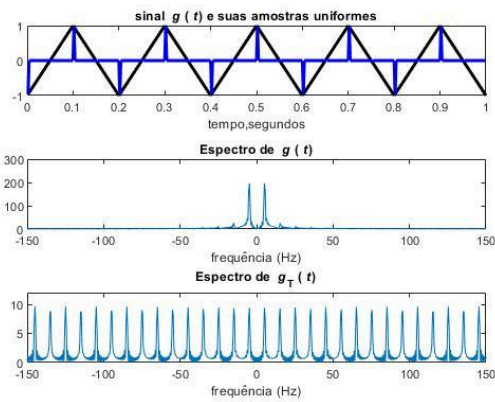 sinal g ( t) e suas amostras uniformes
1
0
-1
0 0.1 0.2 0.3 0.4 0.5 0.6 0.7 0.8 0.9 1
tempo,segundos
Espectro de g ( t)
300
200
100
0
-150 -100 -50 0 50 100 150
frequência (Hz)
Espectro de g T ( t)
10
5
0
-150 -100 -50 0 50 100 150
frequência (Hz)